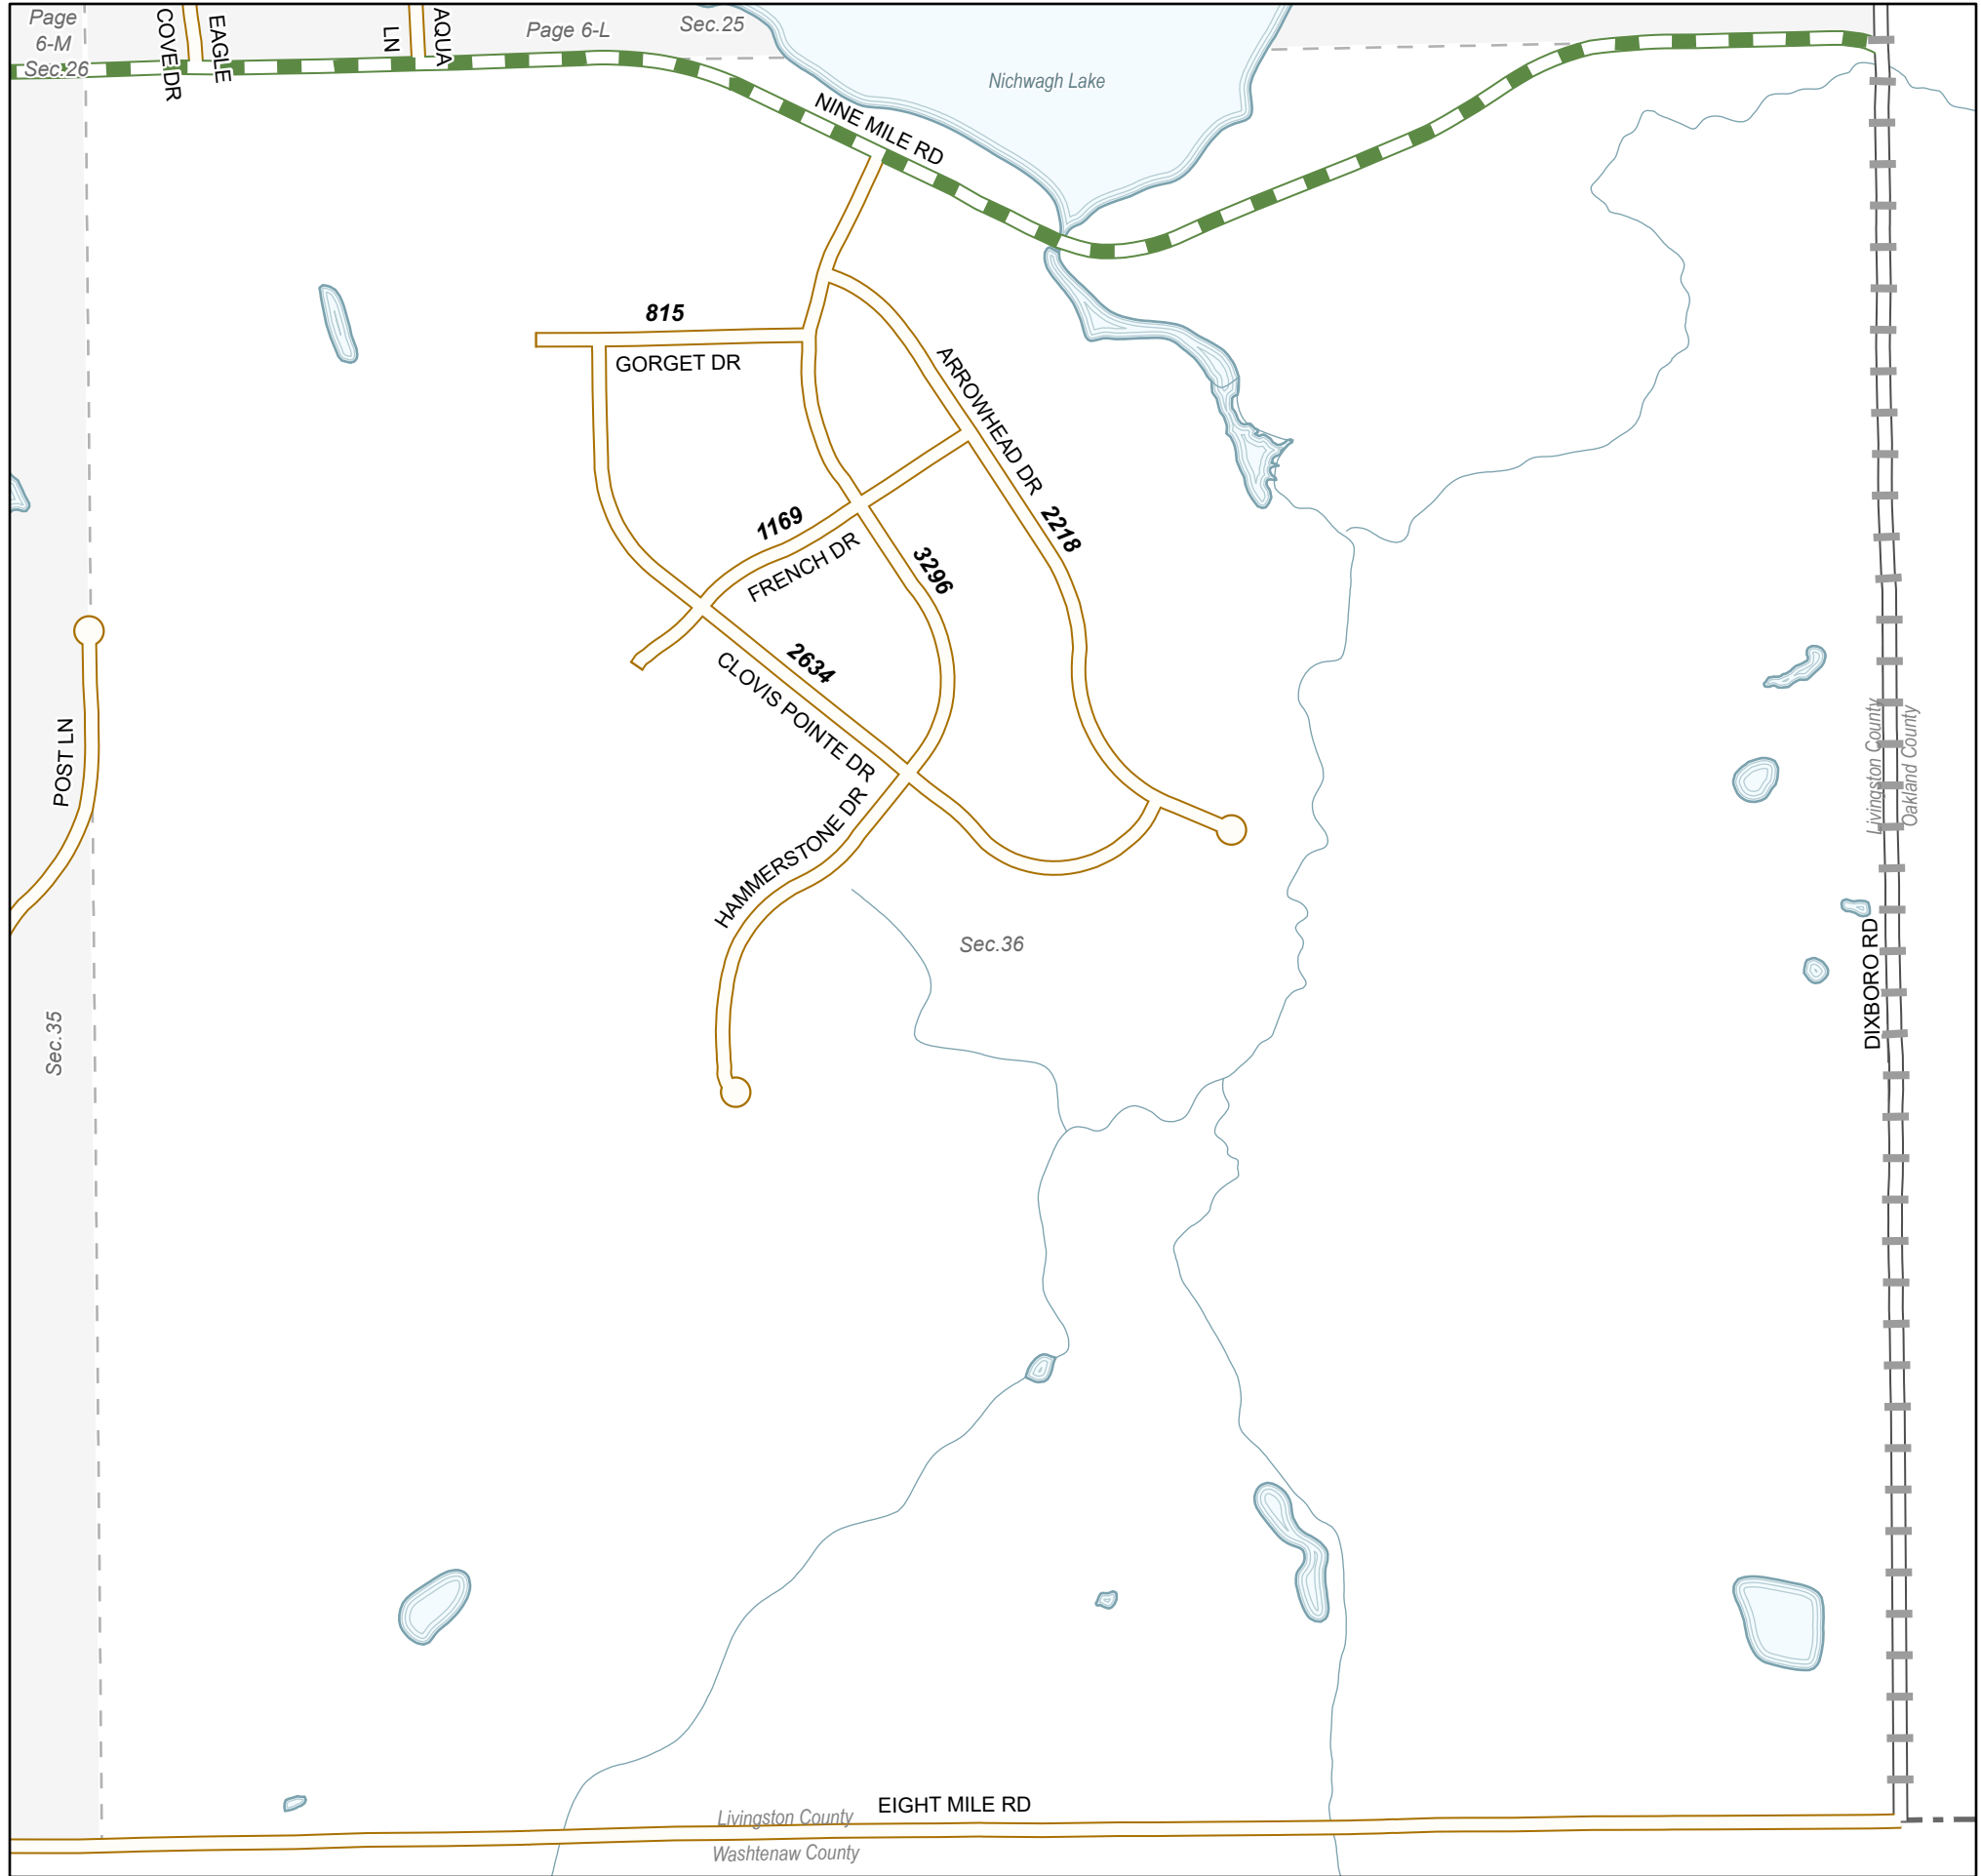 Page
6-M
Sec.26
COVE DR
EAGLE
LN
AQUA
Page 6-L
Sec.25
Nichwagh Lake
NINE MILE RD
815
GORGET DR
ARROWHEAD DR
2218
1169
FRENCH DR
3296
2634
CLOVIS POINTE DR
HAMMERSTONE DR
POST LN
Livingston County
Oakland County
Sec.36
DIXBORO RD
Sec.35
EIGHT MILE RD
Livingston County
Washtenaw County